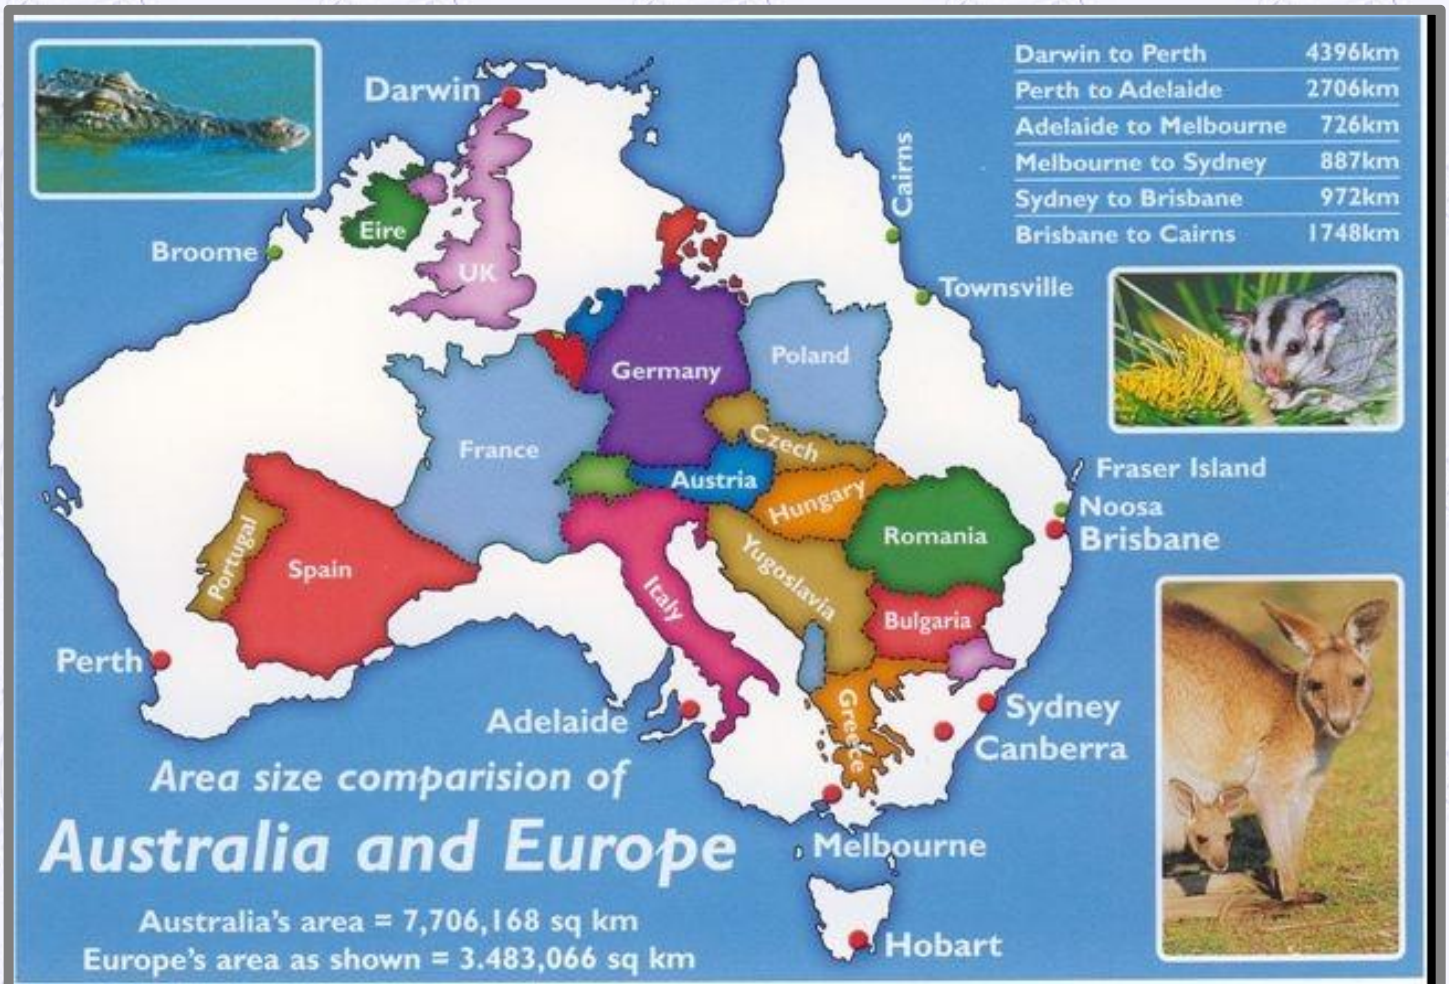 Darwin to Perth 4396km
Perth to Adelaide 2706km
Adelaide to Melbourne 726km
Melbourne to Sydney 887km
Sydney to Brisbane 972km
Brisbane to Cairns 1748km
Darwin
Cairns
Broome
Eire
UK
Townsville
Germany
Poland
France
Czech
Austria
Hungary
Fraser Island
Noosa
Brisbane
Romania
Portugal
Spain
Italy
Yugoslavia
Bulgaria
Perth
Adelaide
Greece
Sydney
Canberra
Melbourne
Hobart
Area size comparision of
Australia and Europe
Australia's area = 7,706,168 sq km
Europe's area as shown = 3.483,066 sq km